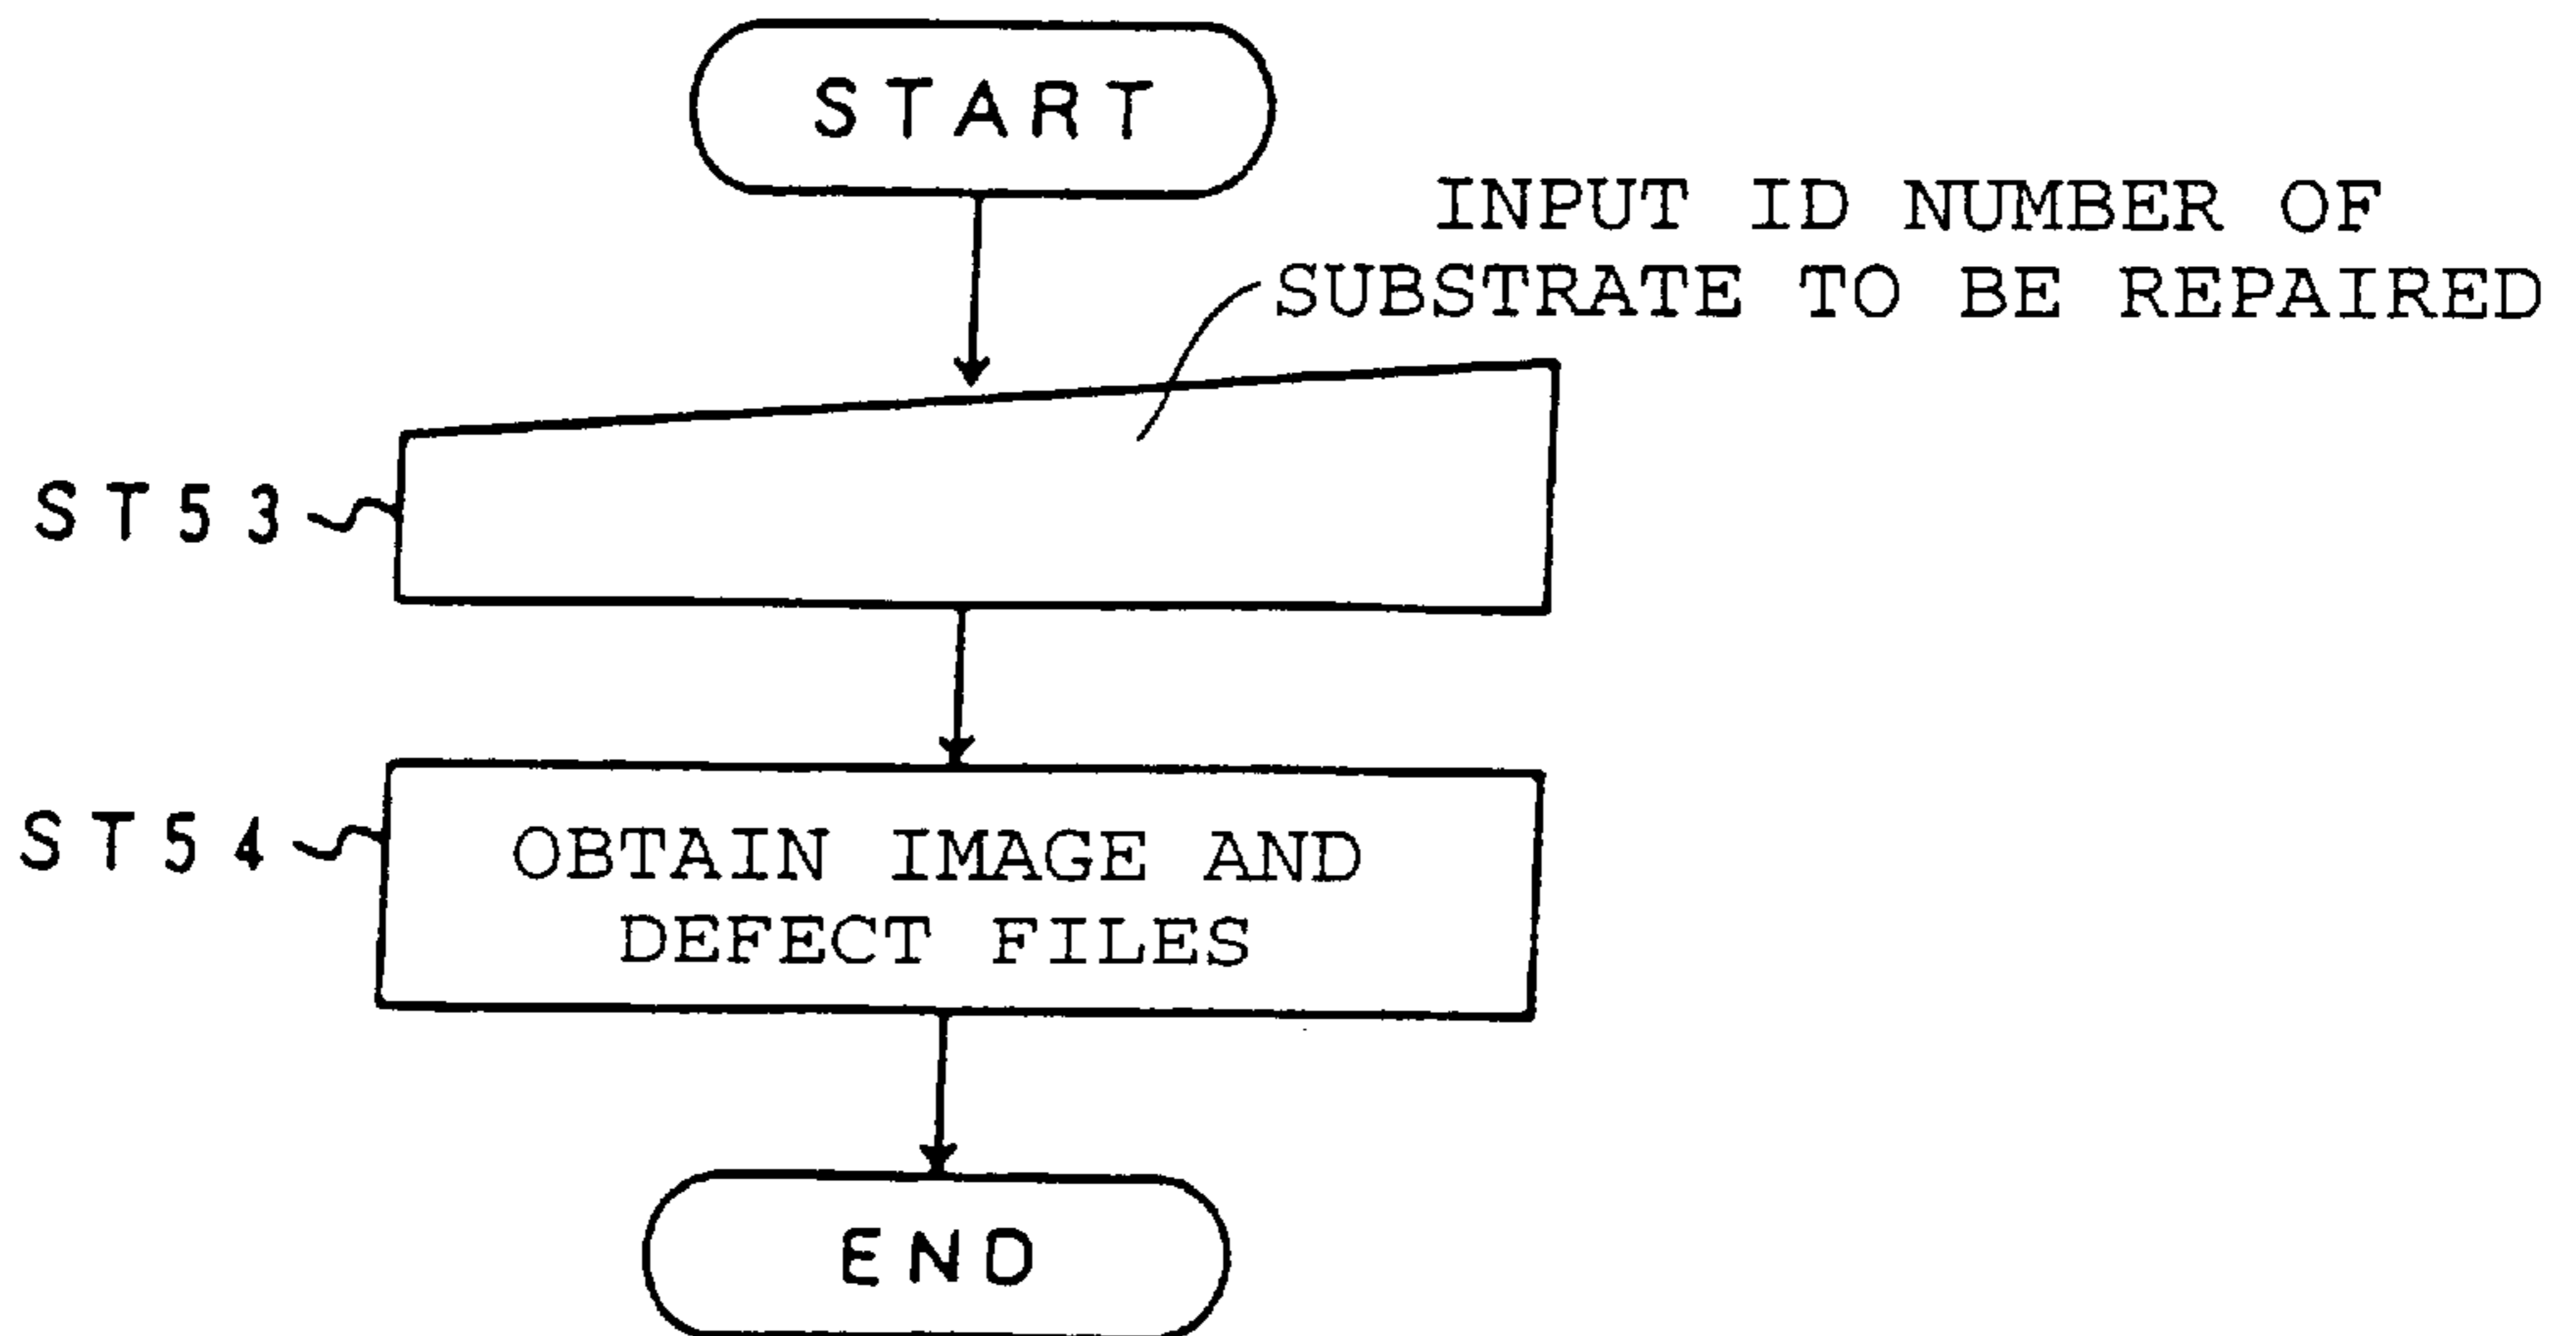 START
INPUT ID NUMBER OF
SUBSTRATE TO BE REPAIRED
ST53
ST54
OBTAIN IMAGE AND
DEFECT FILES
END